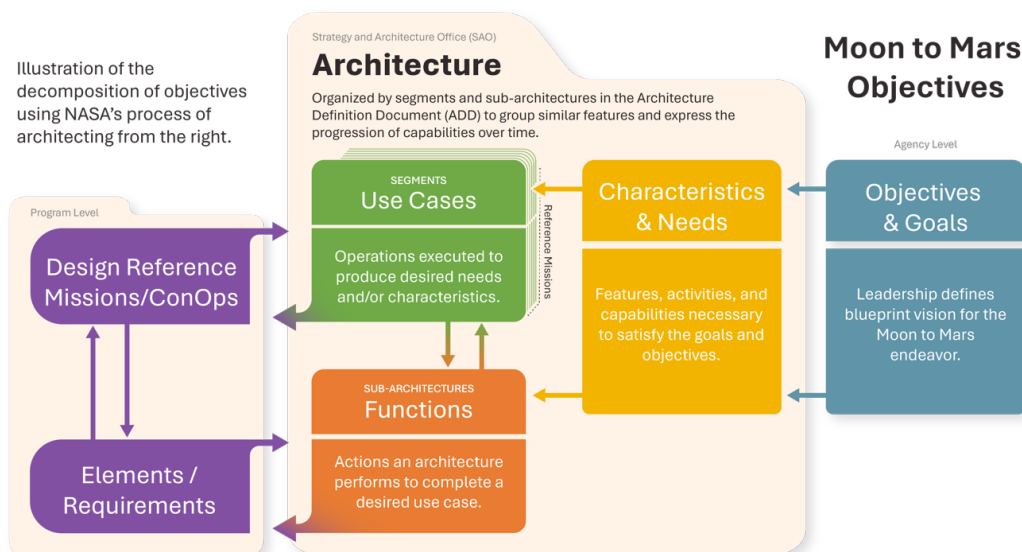 Illustration of the
decomposition of objectives
using NASA's process of
architecting from the right.
Strategy and Architecture Office (SAO)
Architecture
Organized by segments and sub-architectures in the Architecture
Definition Document (ADD) to group similar features and express the
progression of capabilities over time.
Moon to Mars
Objectives
Agency Level
Program Level
Design Reference
Missions/ConOps
Elements /
Requirements
SEGMENTS
Use Cases
Operations executed to
produce desired needs
and/or characteristics.
Reference Missions
SUB-ARCHITECTURES
Functions
Actions an architecture
performs to complete a
desired use case.
Characteristics
& Needs
Features, activities, and
capabilities necessary
to satisfy the goals and
objectives.
Objectives
& Goals
Leadership defines
blueprint vision for the
Moon to Mars
endeavor.